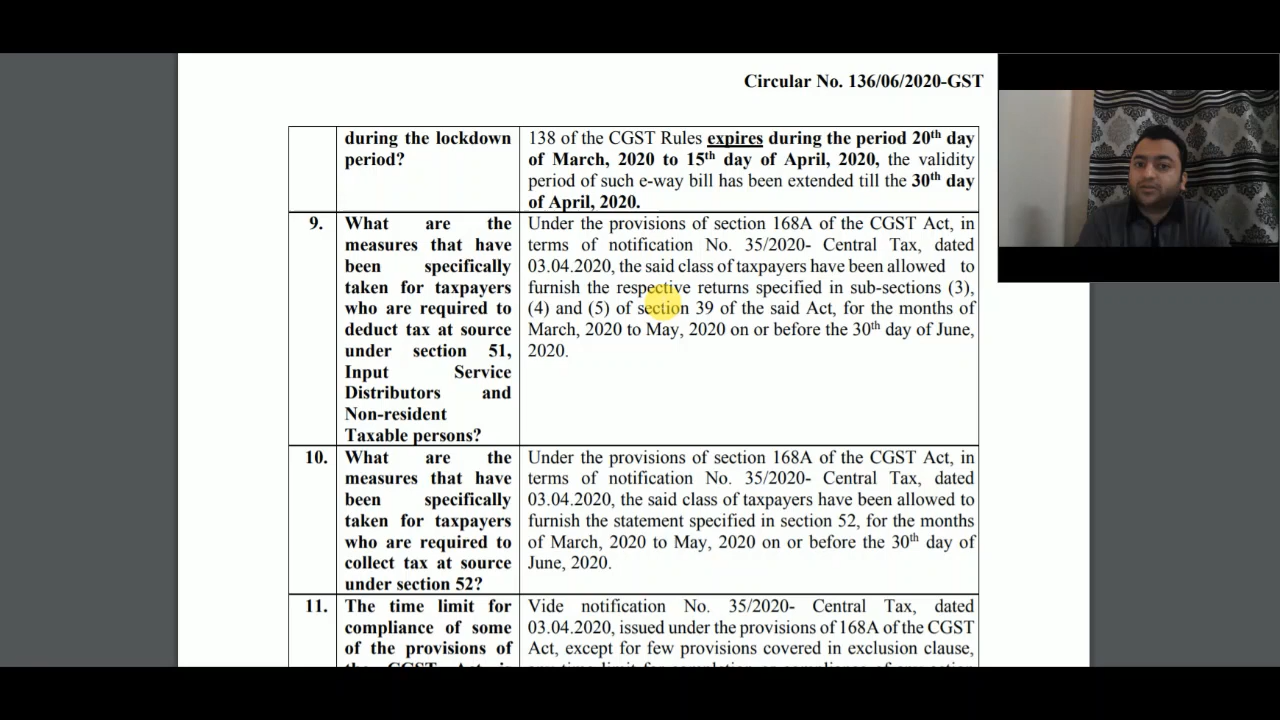 Circular No. 136/06/2020-GST
during the lockdown
period?
138 of the CGST Rules expires during the period 20th day
of March, 2020 to 15th day of April, 2020, the validity
period of such e-way bill has been extended till the 30th day
of April, 2020.
9.
What are the
measures that have
been specifically
taken for taxpayers
who are required to
deduct tax at source
under section 51,
Input Service
Distributors and
Non-resident
Taxable persons?
Under the provisions of section 168A of the CGST Act, in
terms of notification No. 35/2020- Central Tax, dated
03.04.2020, the said class of taxpayers have been allowed to
furnish the respective returns specified in sub-sections (3),
(4) and (5) of section 39 of the said Act, for the months of
March, 2020 to May, 2020 on or before the 30th day of June,
2020.
10.
What are the
measures that have
been specifically
taken for taxpayers
who are required to
collect tax at source
under section 52?
Under the provisions of section 168A of the CGST Act, in
terms of notification No. 35/2020- Central Tax, dated
03.04.2020, the said class of taxpayers have been allowed to
furnish the statement specified in section 52, for the months
of March, 2020 to May, 2020 on or before the 30th day of
June, 2020.
11.
The time limit for
compliance of some
of the provisions of
Vide notification No. 35/2020- Central Tax, dated
03.04.2020, issued under the provisions of 168A of the CGST
Act, except for few provisions covered in exclusion clause,